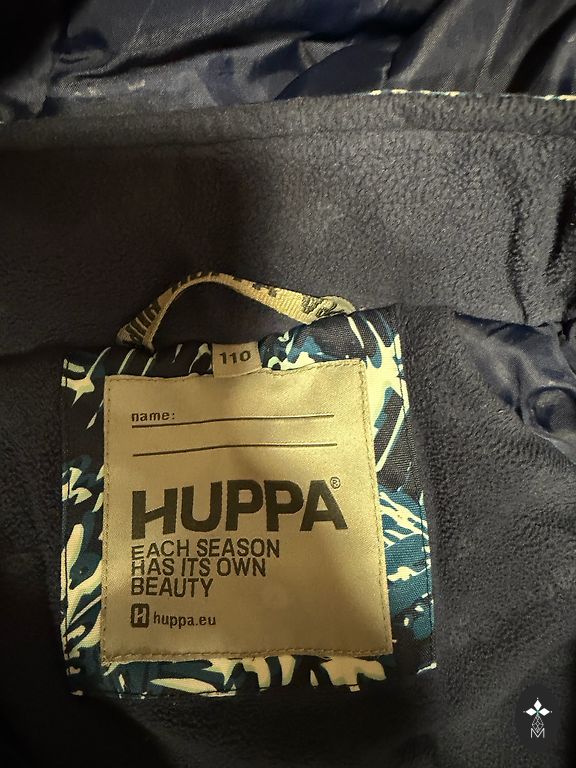 110
name:
HUPPA®
EACH SEASON
HAS ITS OWN
BEAUTY
H huppa.eu
M